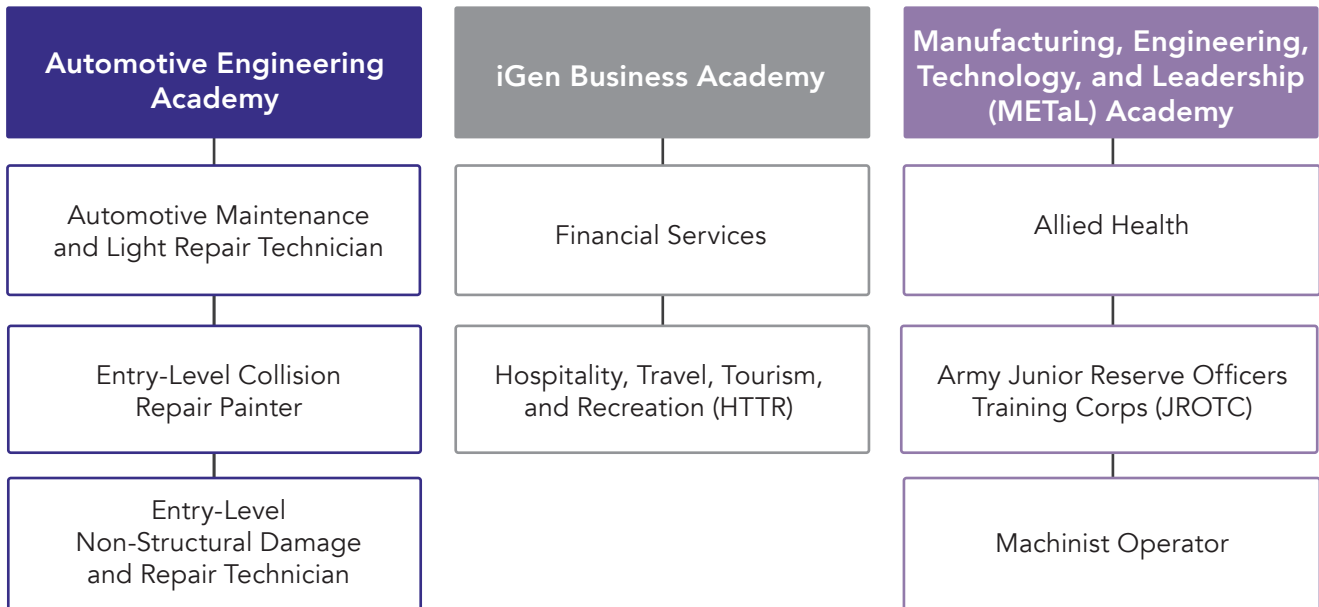 Automotive Engineering
Academy
Automotive Maintenance
and Light Repair Technician
Entry-Level Collision
Repair Painter
Entry-Level
Non-Structural Damage
and Repair Technician
iGen Business Academy
Financial Services
Hospitality, Travel, Tourism,
and Recreation (HTTR)
Manufacturing, Engineering,
Technology, and Leadership
(METaL) Academy
Allied Health
Army Junior Reserve Officers
Training Corps (JROTC)
Machinist Operator